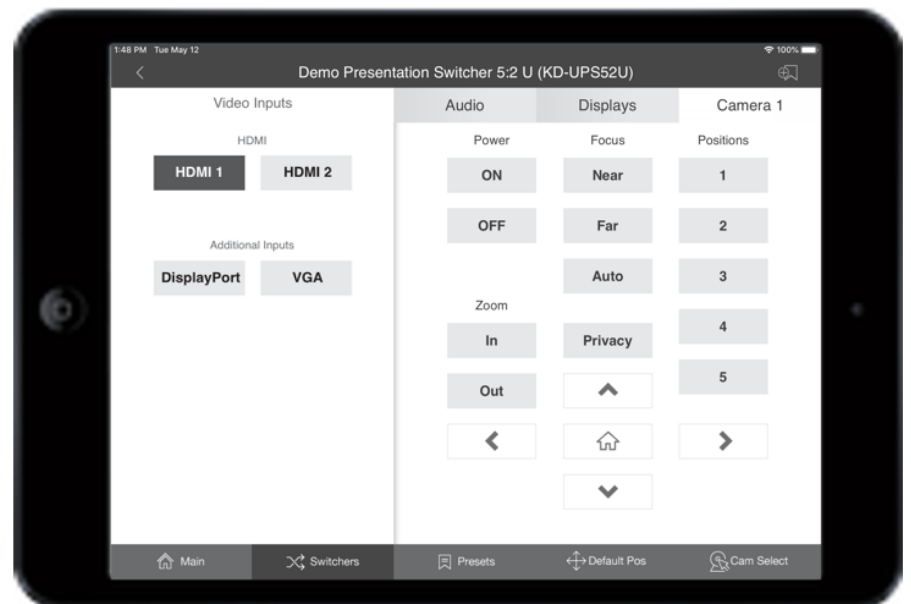 1:48 PM Tue May 12
100%
Demo Presentation Switcher 5:2 U (KD-UPS52U)
Video Inputs
Audio
Displays
Camera 1
HDMI
HDMI 1
HDMI 2
Additional Inputs
DisplayPort
VGA
Power
ON
OFF
Zoom
In
Out
Focus
Near
Far
Auto
Privacy
Positions
1
2
3
4
5
Main
Switchers
Presets
Default Pos
Cam Select